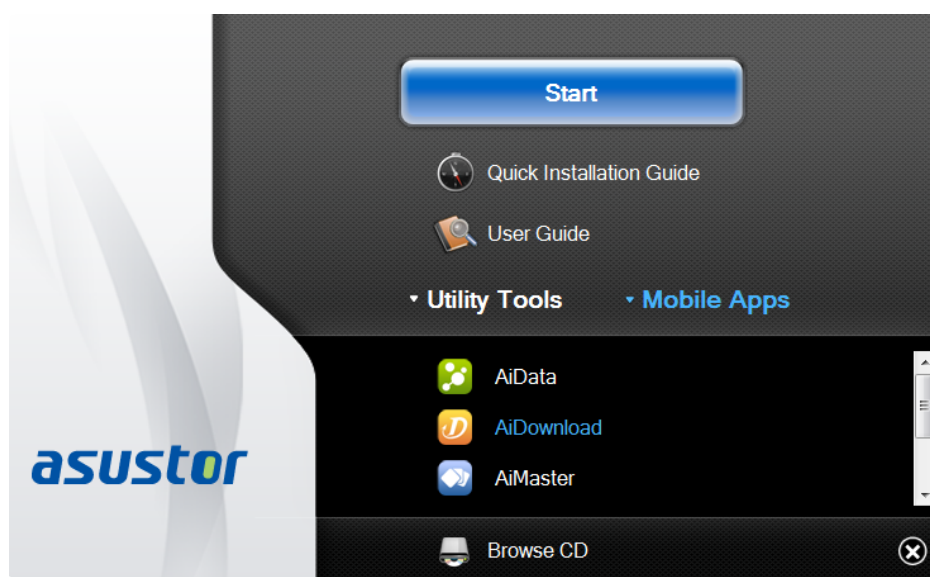 Start
Quick Installation Guide
User Guide
Utility Tools Mobile Apps
AiData
AiDownload
AiMaster
asustor
Browse CD